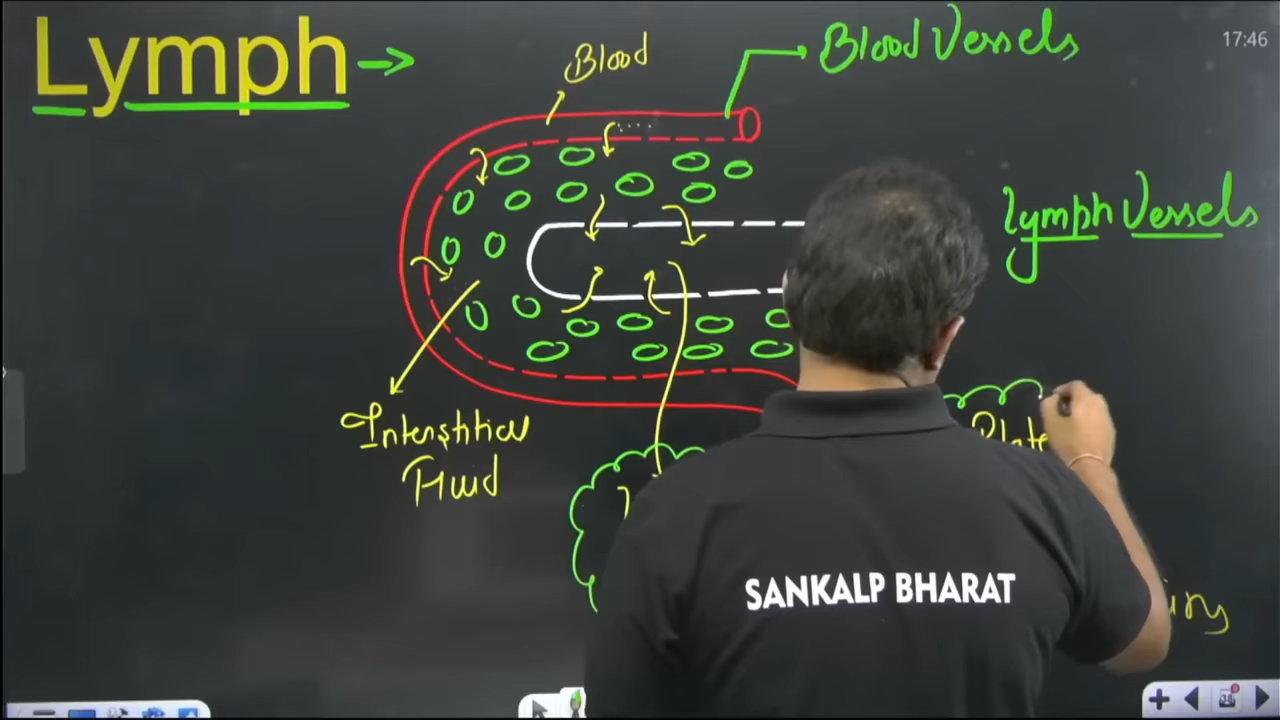 Lymph →
Blood
Blood Vessels
17:46
Lymph Vessels
Interstitial
Fluid
SANKALP BHARAT